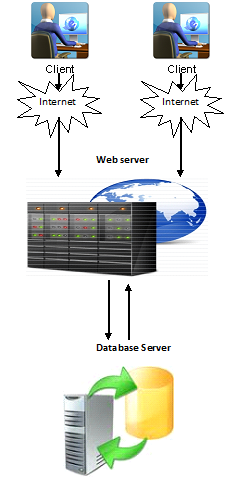 Client
Client
Internet
Internet
Web server
Database Server